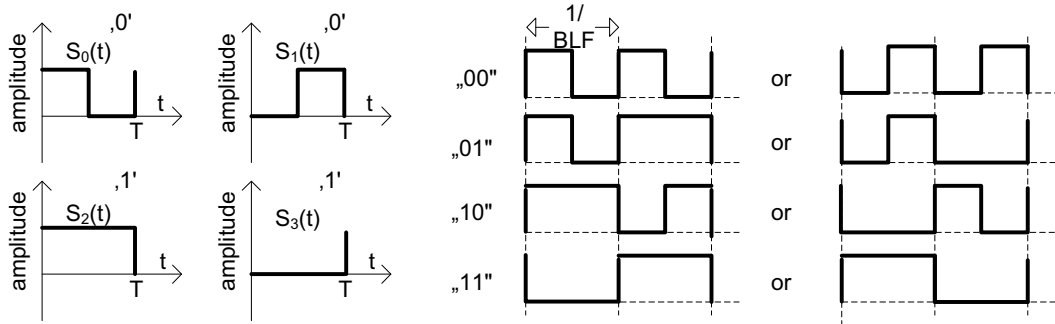 ‚0'
S0(t)
amplitude
t
T
‚0'
S1(t)
amplitude
t
T
‚1'
S2(t)
amplitude
t
T
‚1'
S3(t)
amplitude
t
T
1/
BLF
„00"
or
„01"
or
„10"
or
„11"
or